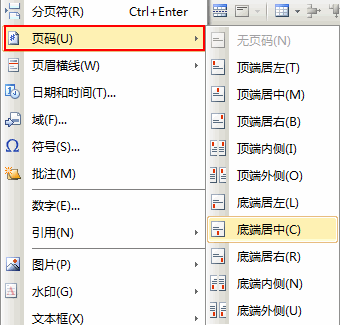 分页符(R) Ctrl+Enter
页码(U)
页眉横线(W)
日期和时间(T)...
域(F)...
符号(S)...
批注(M)
数字(E)...
引用(N)
图片(P)
水印(G)
文本框(X)
无页码(N)
顶端居左(T)
顶端居中(M)
顶端居右(B)
顶端内侧(I)
顶端外侧(O)
底端居左(L)
底端居中(C)
底端居右(R)
底端内侧(N)
底端外侧(U)